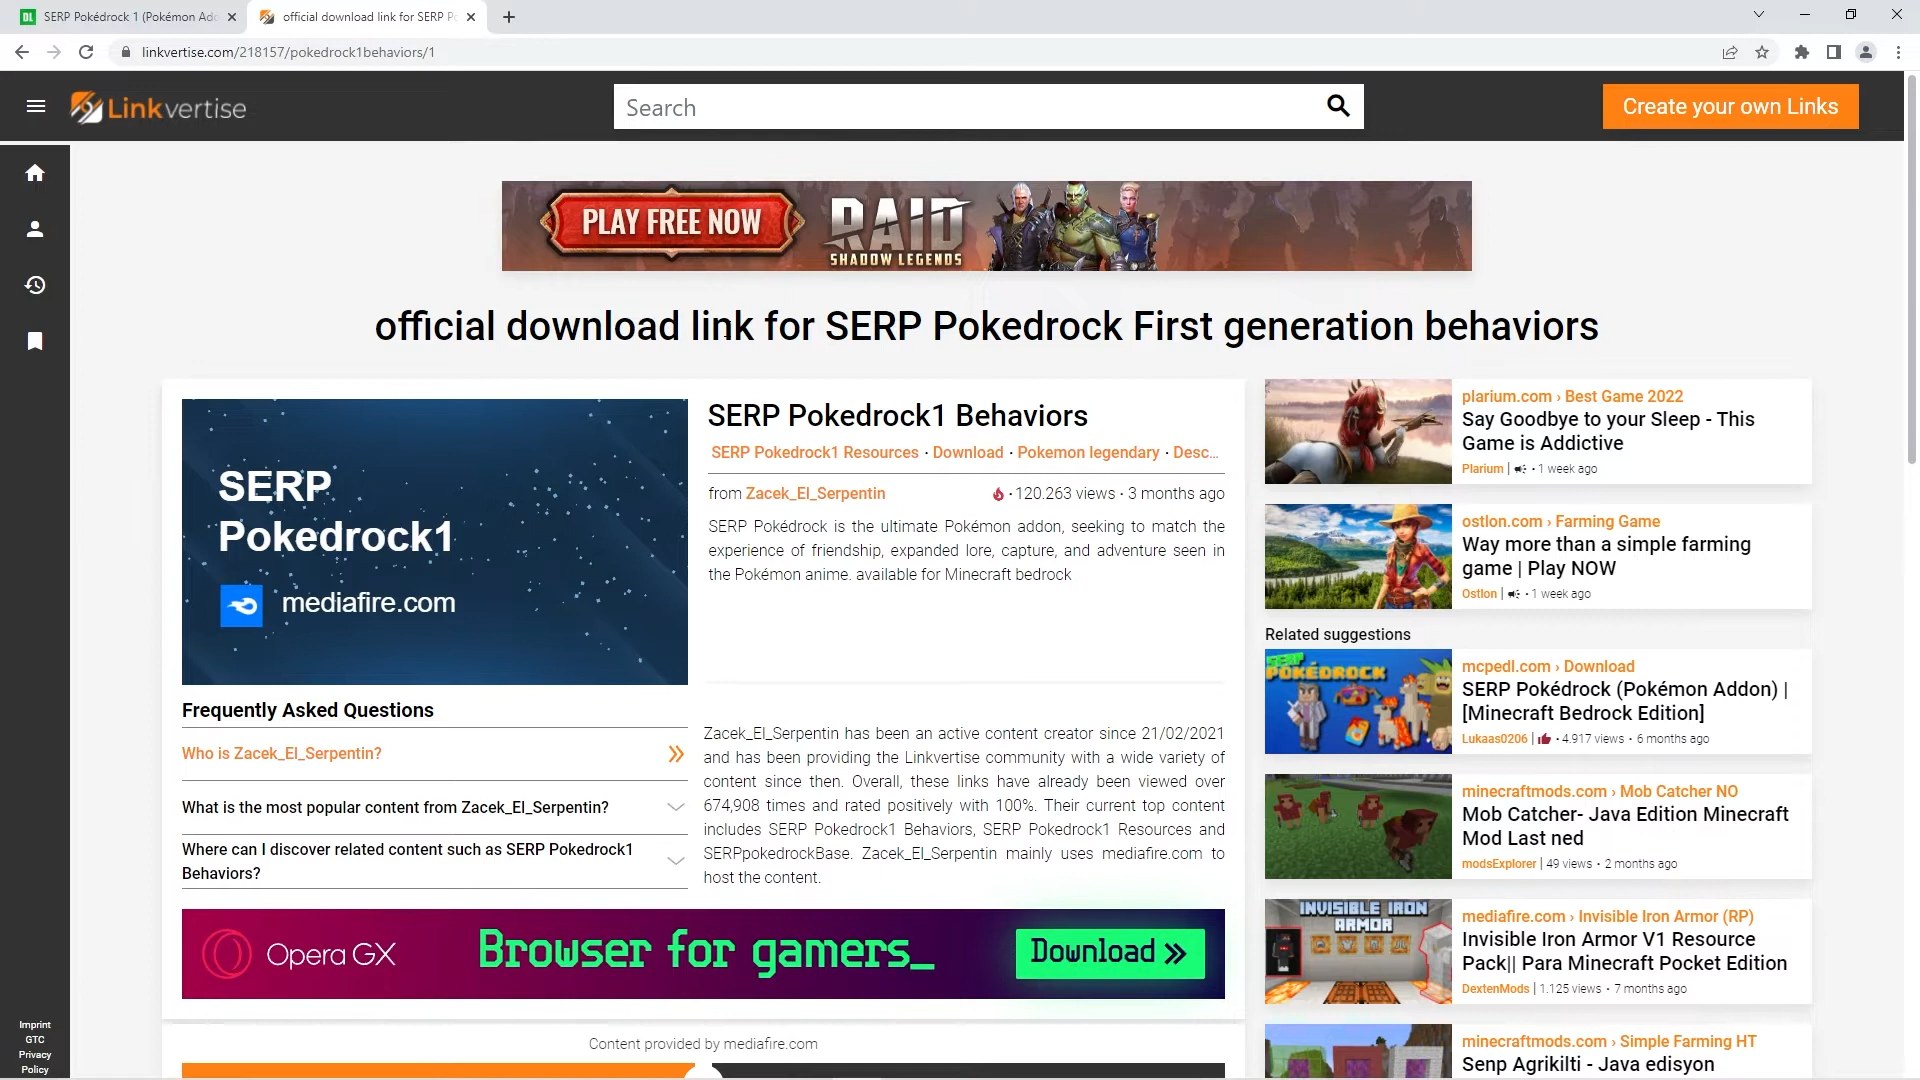 SERP Pokédrock 1 (Pokémon Add
official download link for SERP Po
linkvertise.com/218157/pokedrock1behaviors/1
Linkvertise
Search
Create your own Links
PLAY FREE NOW
RAID
SHADOW LEGENDS
official download link for SERP Pokedrock First generation behaviors
SERP
Pokedrock1
mediafire.com
SERP Pokedrock1 Behaviors
SERP Pokedrock1 Resources · Download · Pokemon legendary · Desc...
from Zacek_El_Serpentin
· 120.263 views · 3 months ago
SERP Pokédrock is the ultimate Pokémon addon, seeking to match the
experience of friendship, expanded lore, capture, and adventure seen in
the Pokémon anime. available for Minecraft bedrock
Frequently Asked Questions
Who is Zacek_El_Serpentin?
What is the most popular content from Zacek_El_Serpentin?
Where can I discover related content such as SERP Pokedrock1
Behaviors?
Zacek_El_Serpentin has been an active content creator since 21/02/2021
and has been providing the Linkvertise community with a wide variety of
content since then. Overall, these links have already been viewed over
674,908 times and rated positively with 100%. Their current top content
includes SERP Pokedrock1 Behaviors, SERP Pokedrock1 Resources and
SERPpokedrockBase. Zacek_El_Serpentin mainly uses mediafire.com to
host the content.
Opera GX
Browser for gamers_
Download »
Content provided by mediafire.com
plarium.com › Best Game 2022
Say Goodbye to your Sleep - This
Game is Addictive
Plarium | · 1 week ago
ostlon.com › Farming Game
Way more than a simple farming
game | Play NOW
Ostlon | · 1 week ago
Related suggestions
SERP
POKÉDROCK
mcpedl.com › Download
SERP Pokédrock (Pokémon Addon) |
[Minecraft Bedrock Edition]
Lukaas0206 | · 4.917 views · 6 months ago
minecraftmods.com › Mob Catcher NO
Mob Catcher- Java Edition Minecraft
Mod Last ned
modsExplorer | 49 views · 2 months ago
INVISIBLE IRON
ARMOR
mediafire.com › Invisible Iron Armor (RP)
Invisible Iron Armor V1 Resource
Pack|| Para Minecraft Pocket Edition
DextenMods | 1.125 views · 7 months ago
minecraftmods.com › Simple Farming HT
Senp Agrikilti - Java edisyon
Imprint
GTC
Privacy
Policy